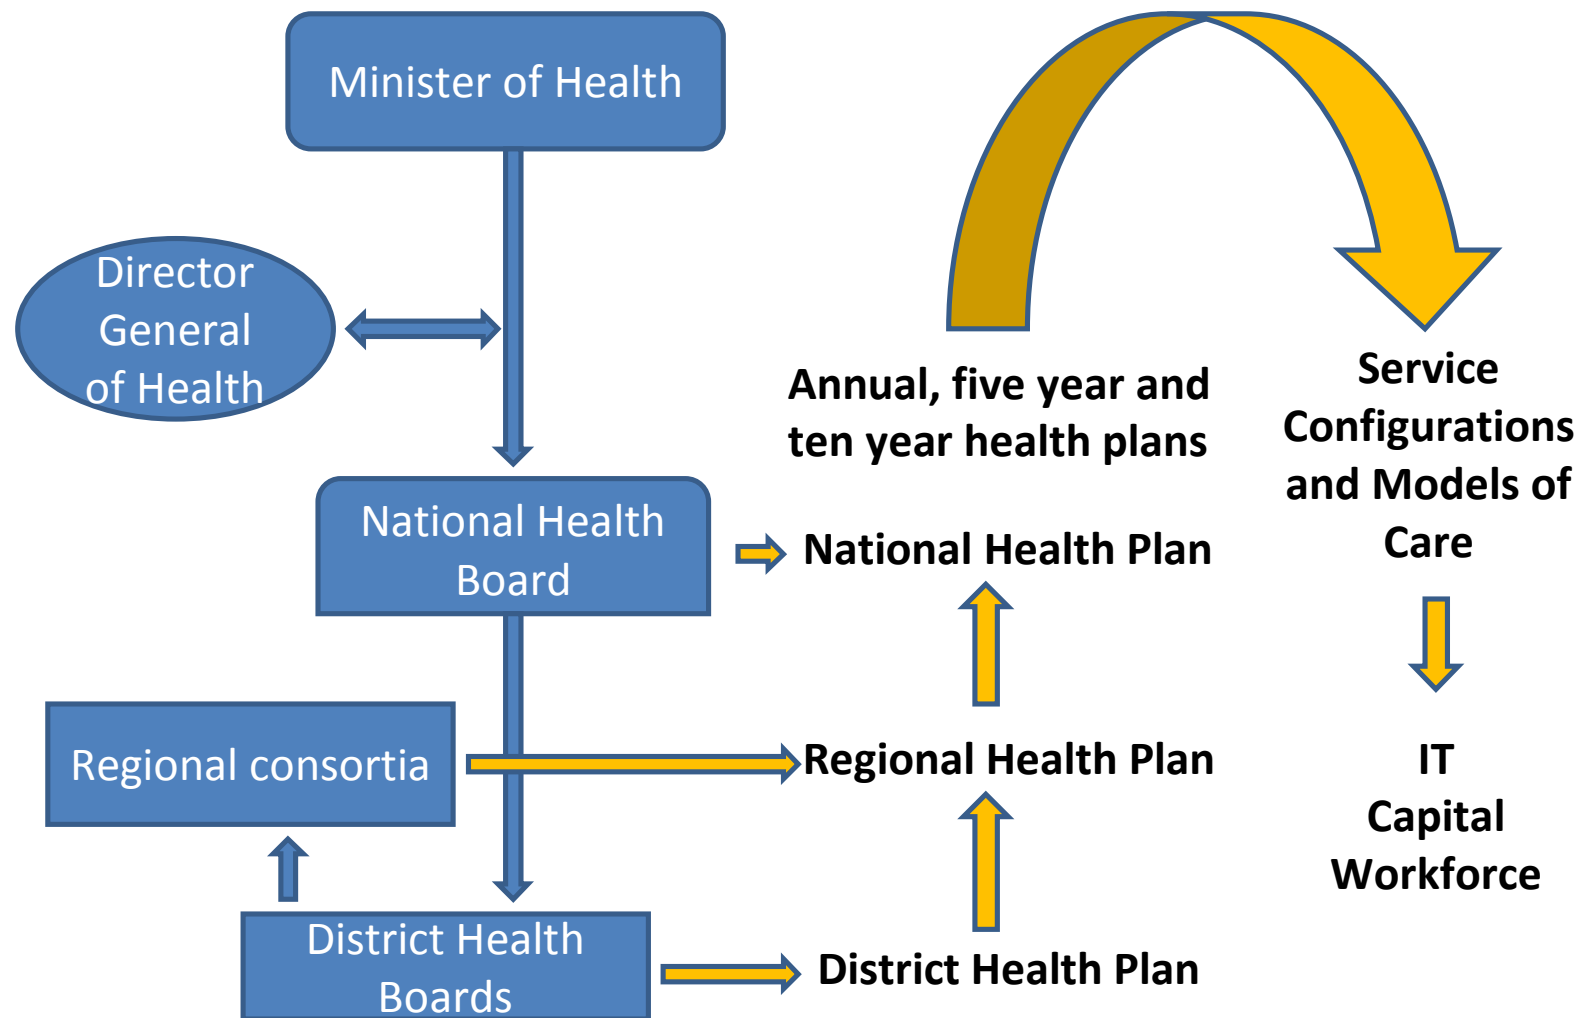 Minister of Health
Director
General
of Health
National Health
Board
Regional consortia
District Health
Boards
Annual, five year and
ten year health plans
National Health Plan
Regional Health Plan
District Health Plan
Service
Configurations
and Models of
Care
IT
Capital
Workforce